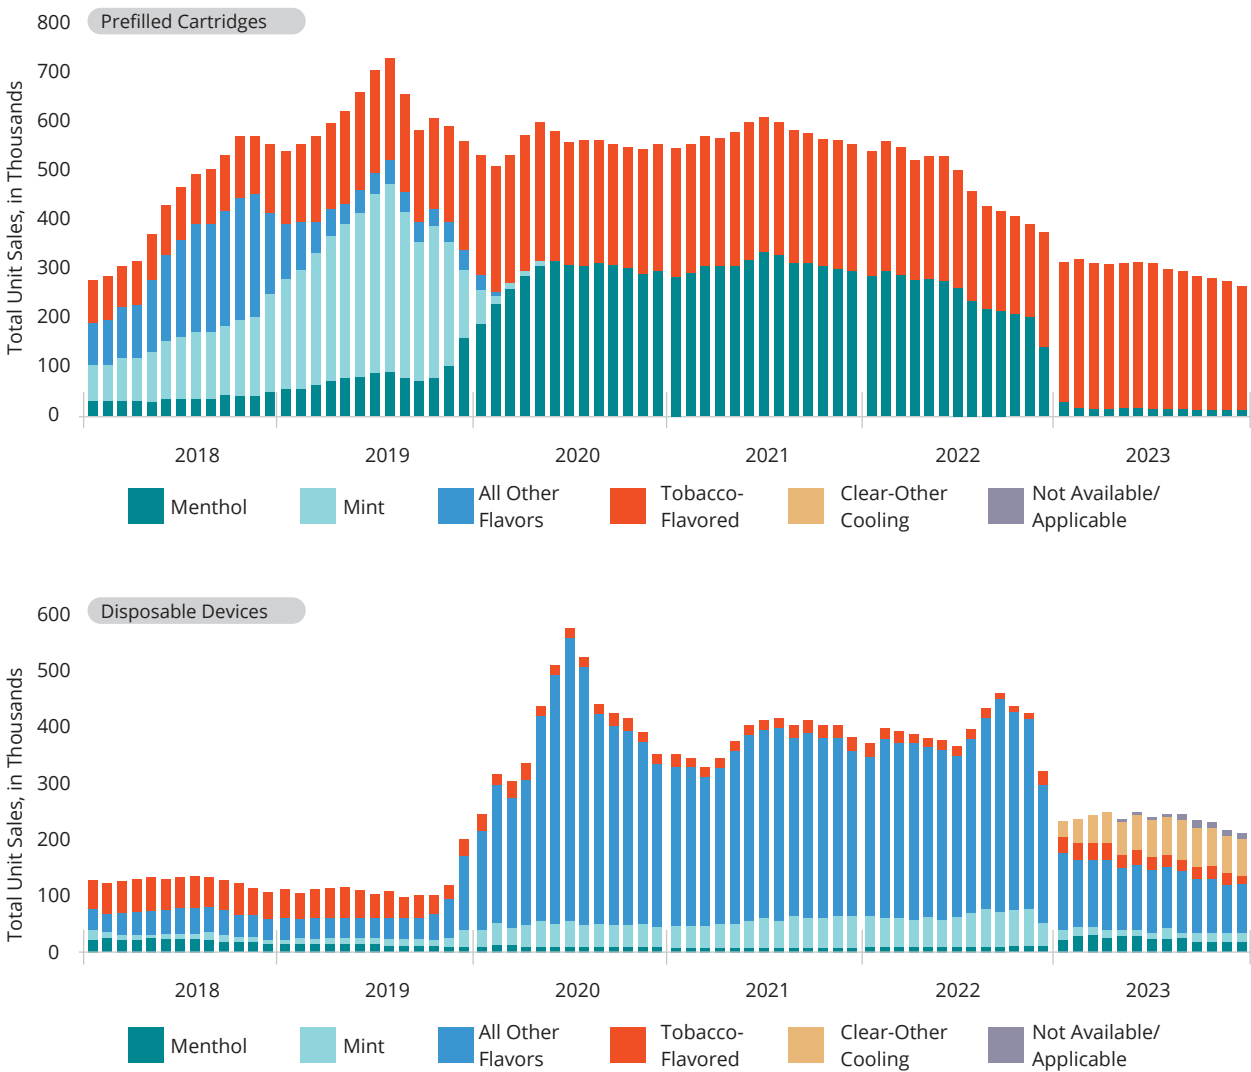 Prefilled Cartridges
Total Unit Sales, in Thousands
800
700
600
500
400
300
200
100
0
2018 2019 2020 2021 2022 2023
Menthol Mint All Other Tobacco- Clear-Other Not Available/
Flavors Flavored Cooling Applicable
Disposable Devices
Total Unit Sales, in Thousands
600
500
400
300
200
100
0
2018 2019 2020 2021 2022 2023
Menthol Mint All Other Tobacco- Clear-Other Not Available/
Flavors Flavored Cooling Applicable